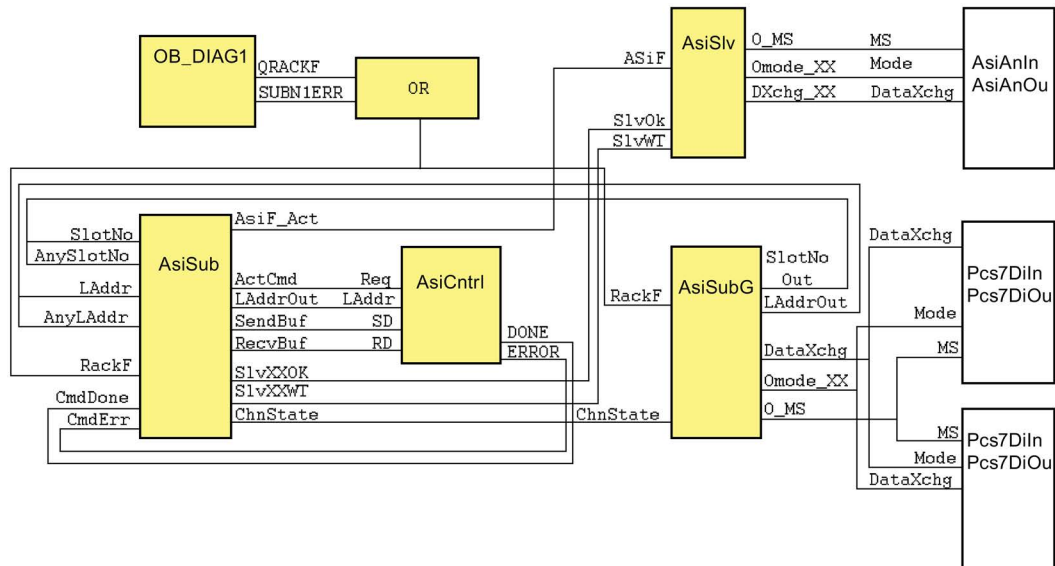 OB_DIAG1
QRACKF
SUBN1ERR
OR
ASiF
SlvOk
SlvWT
AsiSlv
O_MS
Omode_XX
DXchg_XX
MS
Mode
DataXchg
AsiAnIn
AsiAnOu
SlotNo
AnySlotNo
LAddr
AnyLAddr
RackF
CmdDone
CmdErr
AsiSub
AsiF_Act
ActCmd
LAddrOut
SendBuf
RecvBuf
SlvXXOK
SlvXXWT
ChnState
Req
LAddr
SD
RD
AsiCntrl
DONE
ERROR
RackF
ChnState
AsiSubG
SlotNo
Out
LAddrOut
DataXchg
Omode_XX
O_MS
DataXchg
Mode
MS
Pcs7DiIn
Pcs7DiOu
MS
Mode
DataXchg
Pcs7DiIn
Pcs7DiOu